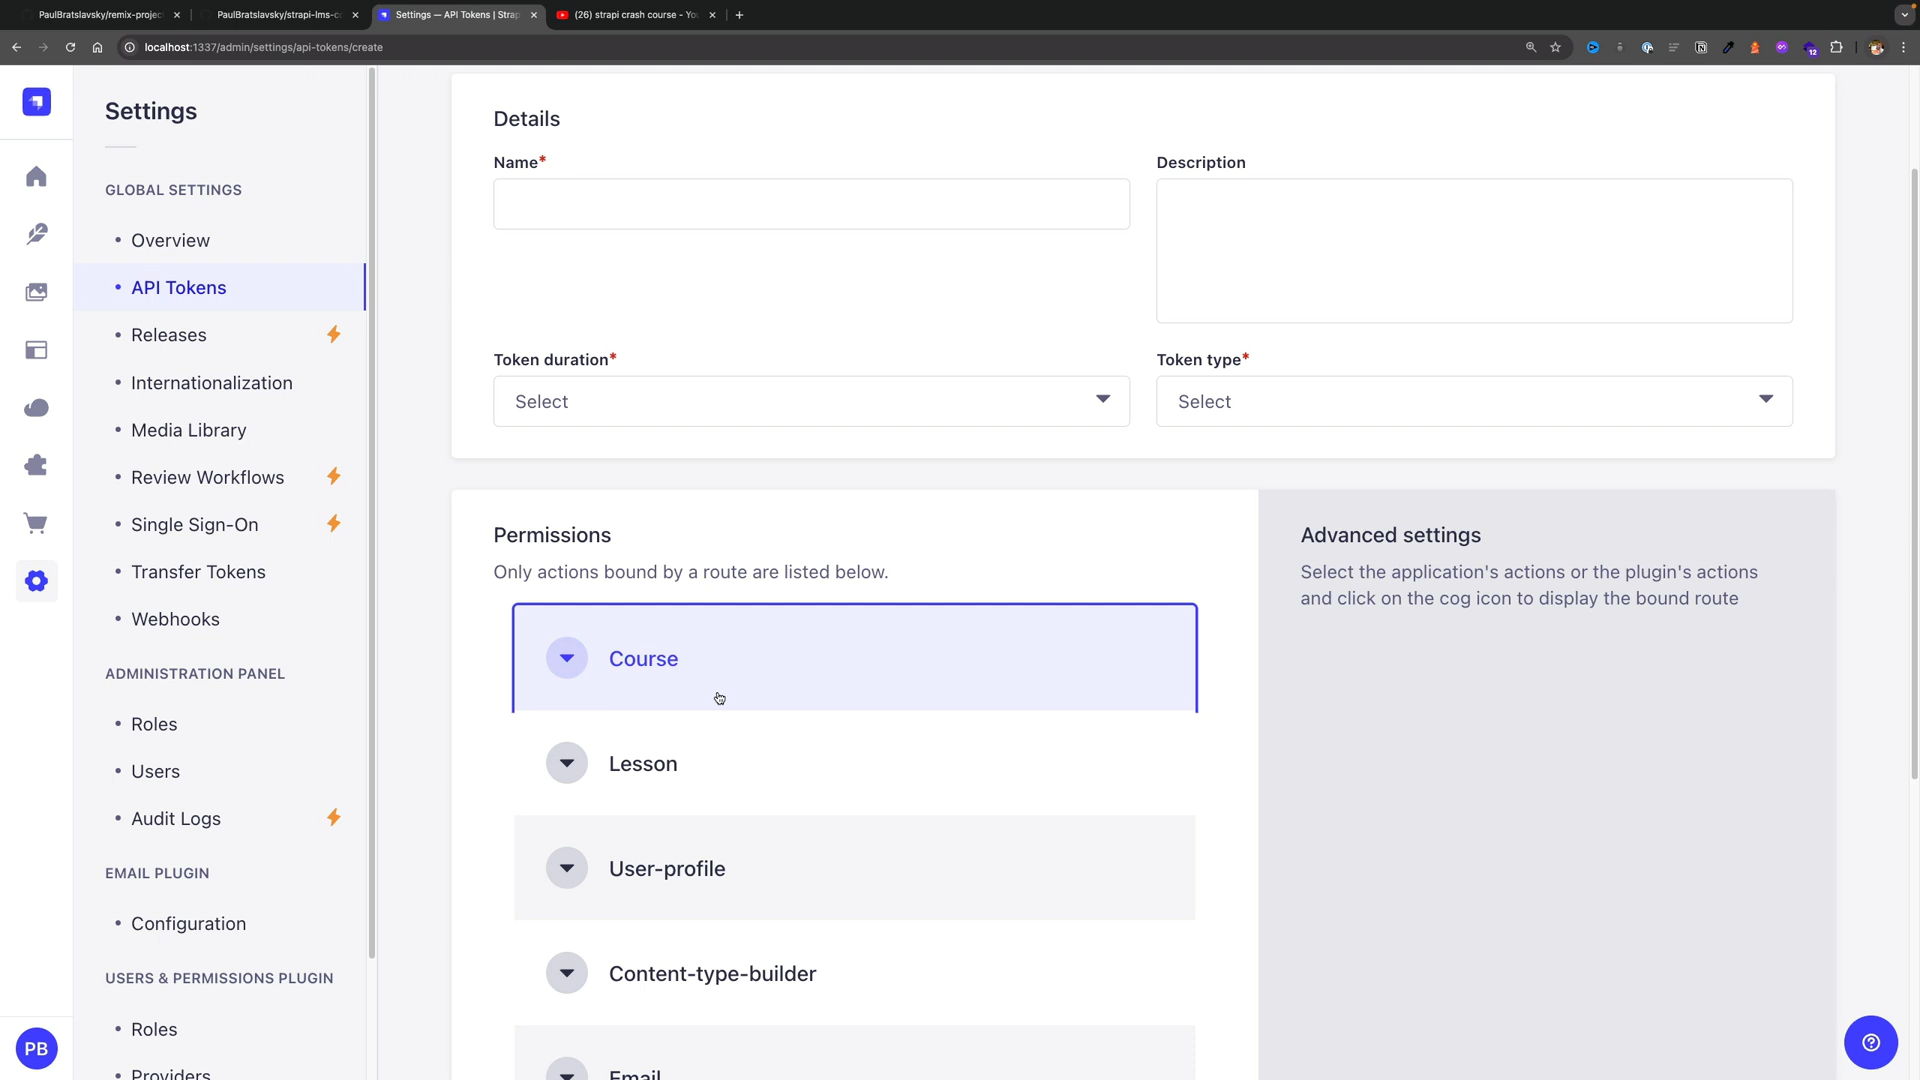 PaulBratslavsky/remix-projec
PaulBratslavsky/strapi-lms-c
Settings — API Tokens | Strap
(26) strapi crash course - Yo
localhost:1337/admin/settings/api-tokens/create
12
Settings
GLOBAL SETTINGS
Overview
API Tokens
Releases
Internationalization
Media Library
Review Workflows
Single Sign-On
Transfer Tokens
Webhooks
ADMINISTRATION PANEL
Roles
Users
Audit Logs
EMAIL PLUGIN
Configuration
USERS & PERMISSIONS PLUGIN
Roles
Providers
PB
Details
Name*
Description
Token duration*
Select
Token type*
Select
Permissions
Only actions bound by a route are listed below.
Course
Lesson
User-profile
Content-type-builder
Email
Advanced settings
Select the application's actions or the plugin's actions
and click on the cog icon to display the bound route